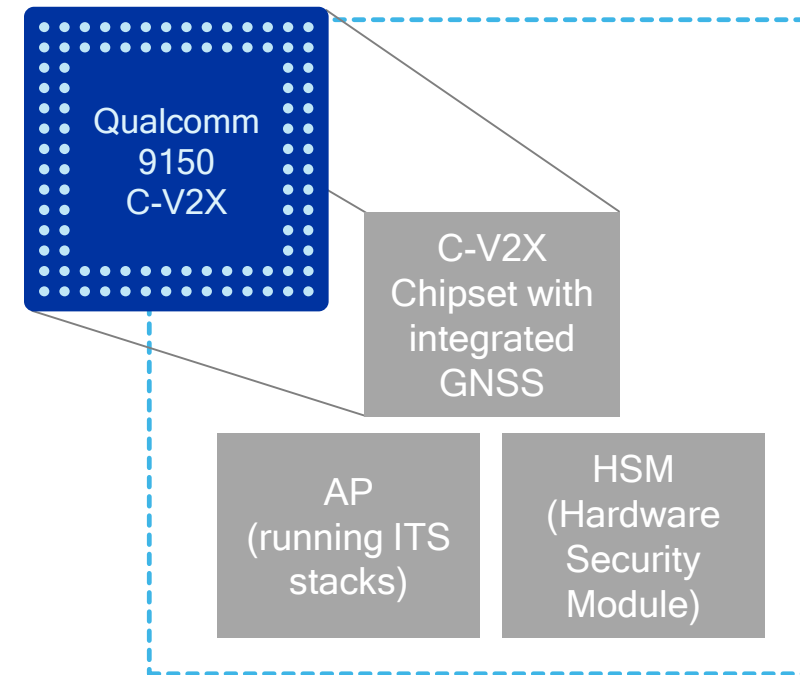 Qualcomm
9150
C-V2X
C-V2X
Chipset with
integrated
GNSS
AP
(running ITS
stacks)
HSM
(Hardware
Security
Module)